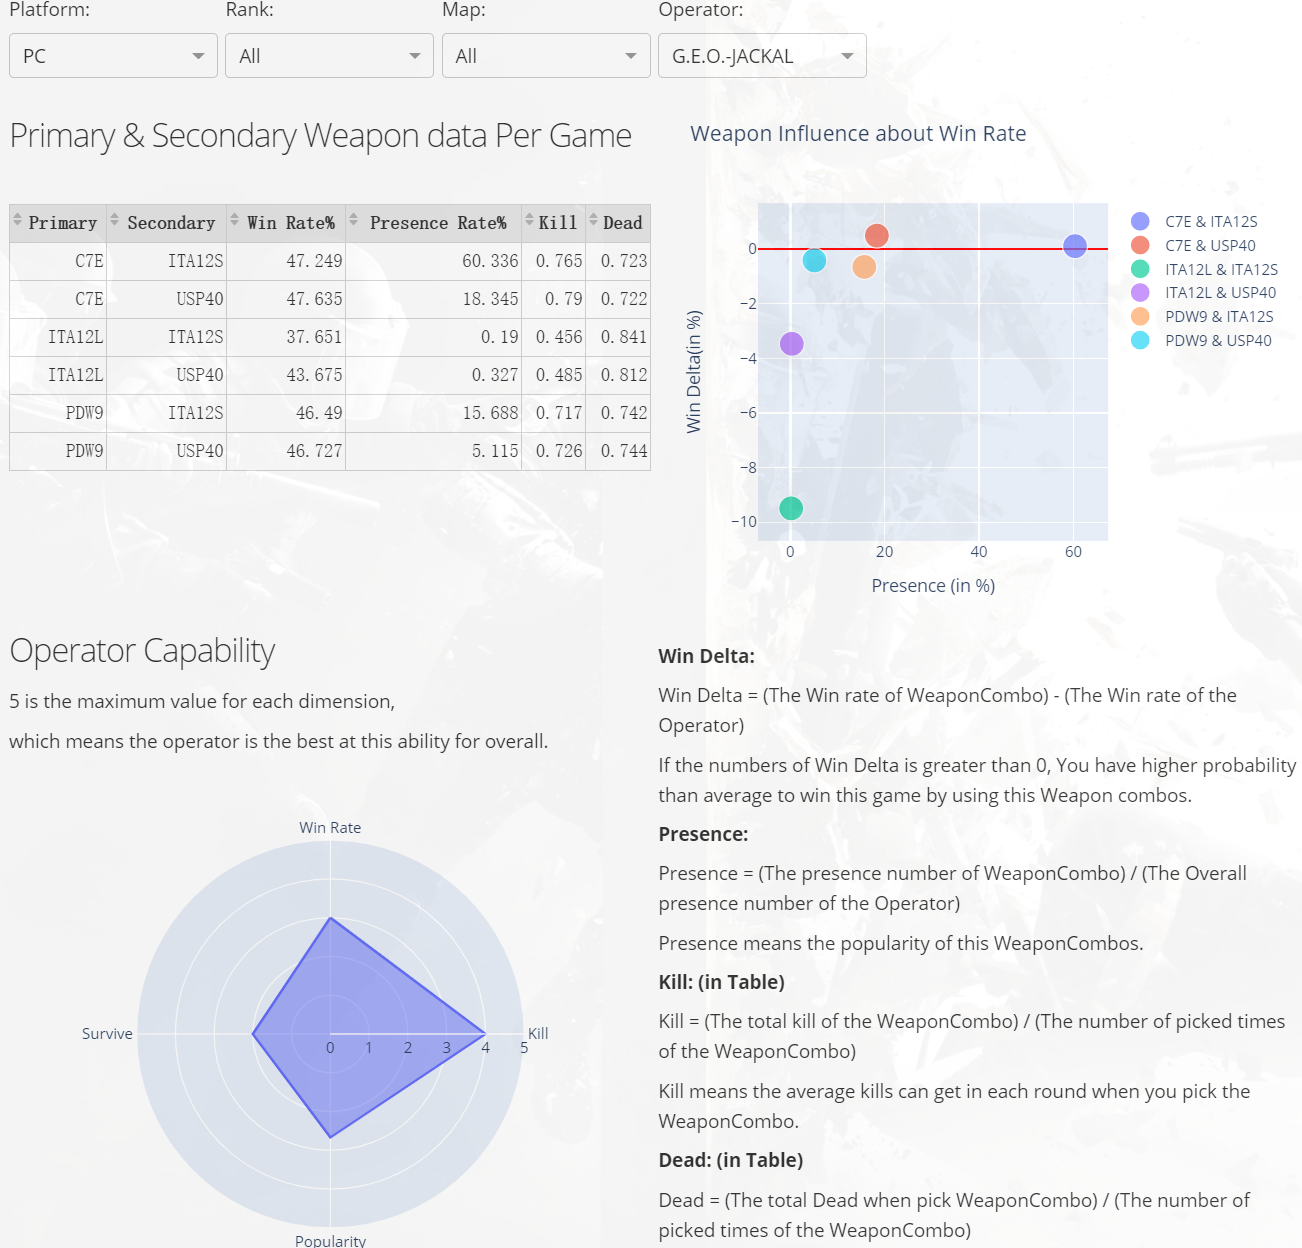 Platform: Rank: Map: Operator:
PC All All G.E.O.-JACKAL
Primary & Secondary Weapon data Per Game
Primary Secondary Win Rate% Presence Rate% Kill Dead
C7E ITA12S 47.249 60.336 0.765 0.723
C7E USP40 47.635 18.345 0.79 0.722
ITA12L ITA12S 37.651 0.19 0.456 0.841
ITA12L USP40 43.675 0.327 0.485 0.812
PDW9 ITA12S 46.49 15.688 0.717 0.742
PDW9 USP40 46.727 5.115 0.726 0.744
Weapon Influence about Win Rate
0
−2
−4
−6
−8
−10
Win Delta(in %)
0 20 40 60
Presence (in %)
C7E & ITA12S
C7E & USP40
ITA12L & ITA12S
ITA12L & USP40
PDW9 & ITA12S
PDW9 & USP40
Operator Capability
5 is the maximum value for each dimension,
which means the operator is the best at this ability for overall.
Win Rate
Survive
Kill
0 1 2 3 4 5
Popularity
Win Delta:
Win Delta = (The Win rate of WeaponCombo) - (The Win rate of the
Operator)
If the numbers of Win Delta is greater than 0, You have higher probability
than average to win this game by using this Weapon combos.
Presence:
Presence = (The presence number of WeaponCombo) / (The Overall
presence number of the Operator)
Presence means the popularity of this WeaponCombos.
Kill: (in Table)
Kill = (The total kill of the WeaponCombo) / (The number of picked times
of the WeaponCombo)
Kill means the average kills can get in each round when you pick the
WeaponCombo.
Dead: (in Table)
Dead = (The total Dead when pick WeaponCombo) / (The number of
picked times of the WeaponCombo)